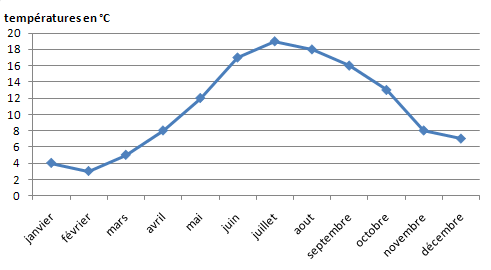 températures en °C
20
18
16
14
12
10
8
6
4
2
0
janvier
février
mars
avril
mai
juin
juillet
aout
septembre
octobre
novembre
décembre